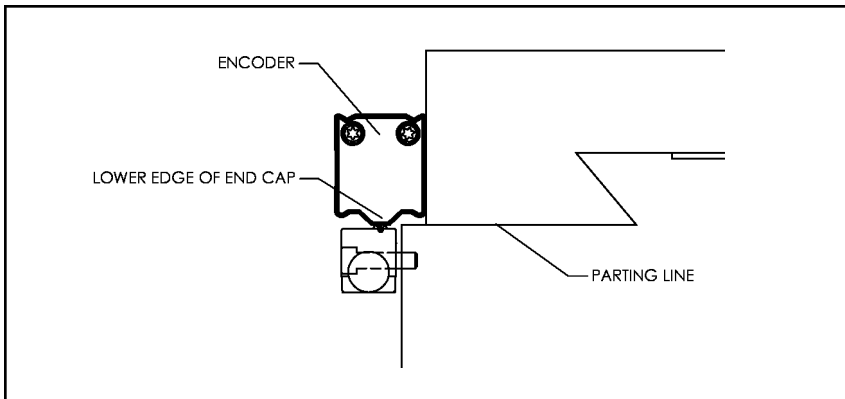 ENCODER
LOWER EDGE OF END CAP
PARTING LINE